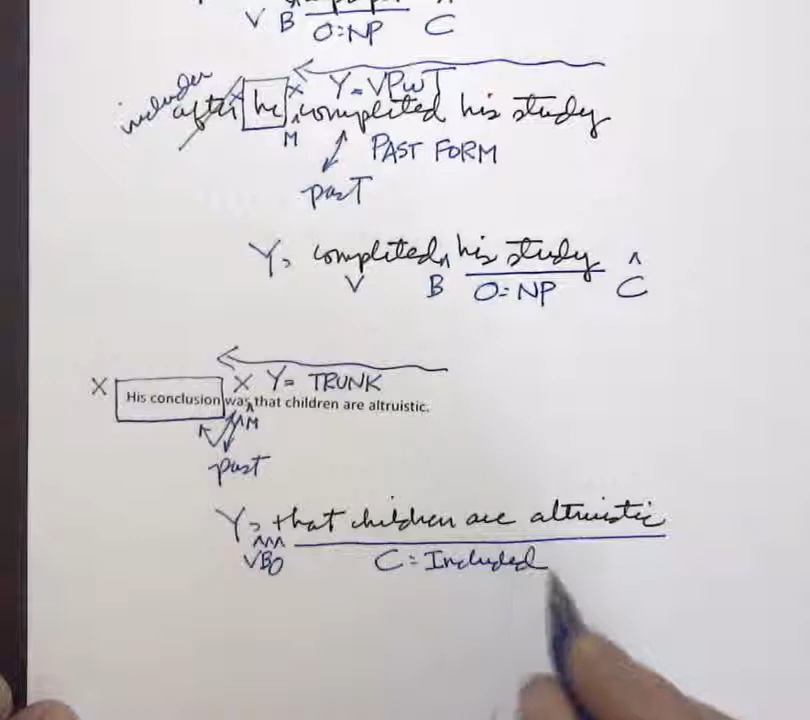 V B O=NP C
X Y=VPwT
includer after he completed his study
M PAST FORM
past
Y= completed his study
V B O=NP C
X X Y= TRUNK
His conclusion was that children are altruistic.
M
past
Y= that children are altruistic
VBO C=Included